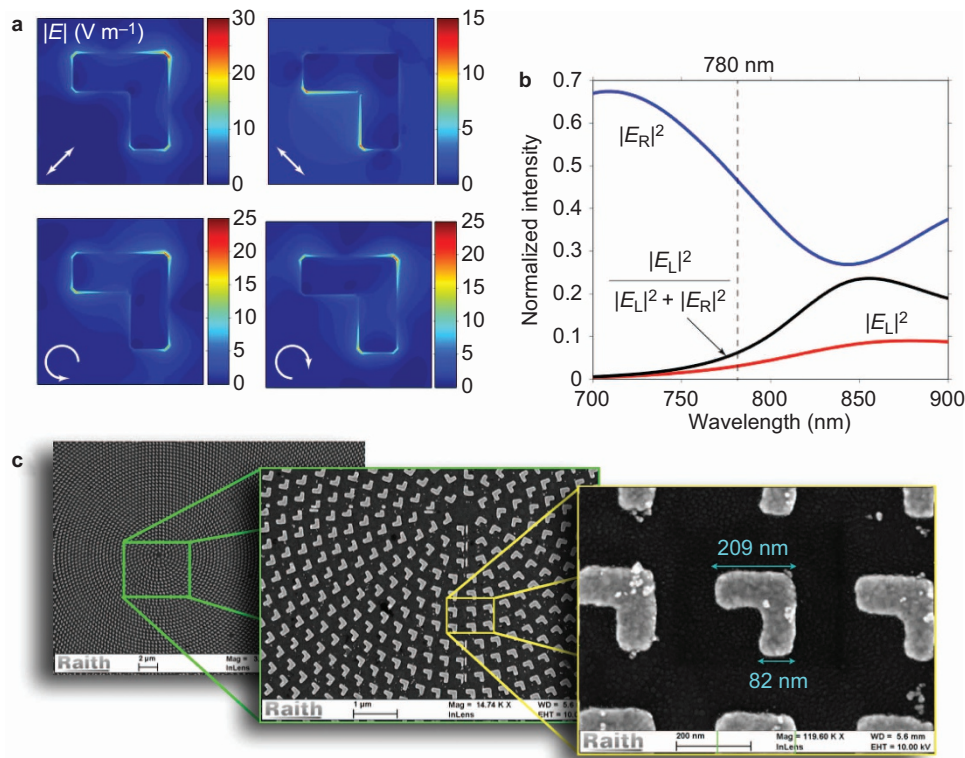 a
|E| (V m–1)
30
20
10
0
15
10
5
0
25
20
15
10
5
0
25
20
15
10
5
0
b
780 nm
0.7
0.6
0.5
0.4
0.3
0.2
0.1
0
Normalized intensity
|E_R|²
|E_L|²
|E_L|² + |E_R|²
|E_L|²
700
750
800
850
900
Wavelength (nm)
c
Raith
2 µm
Mag =
InLens
Raith
1 µm
Mag = 14.74 K X
InLens
WD = 5.6
EHT = 10.0
209 nm
82 nm
Raith
200 nm
Mag = 119.60 K X
InLens
WD = 5.6 mm
EHT = 10.00 kV